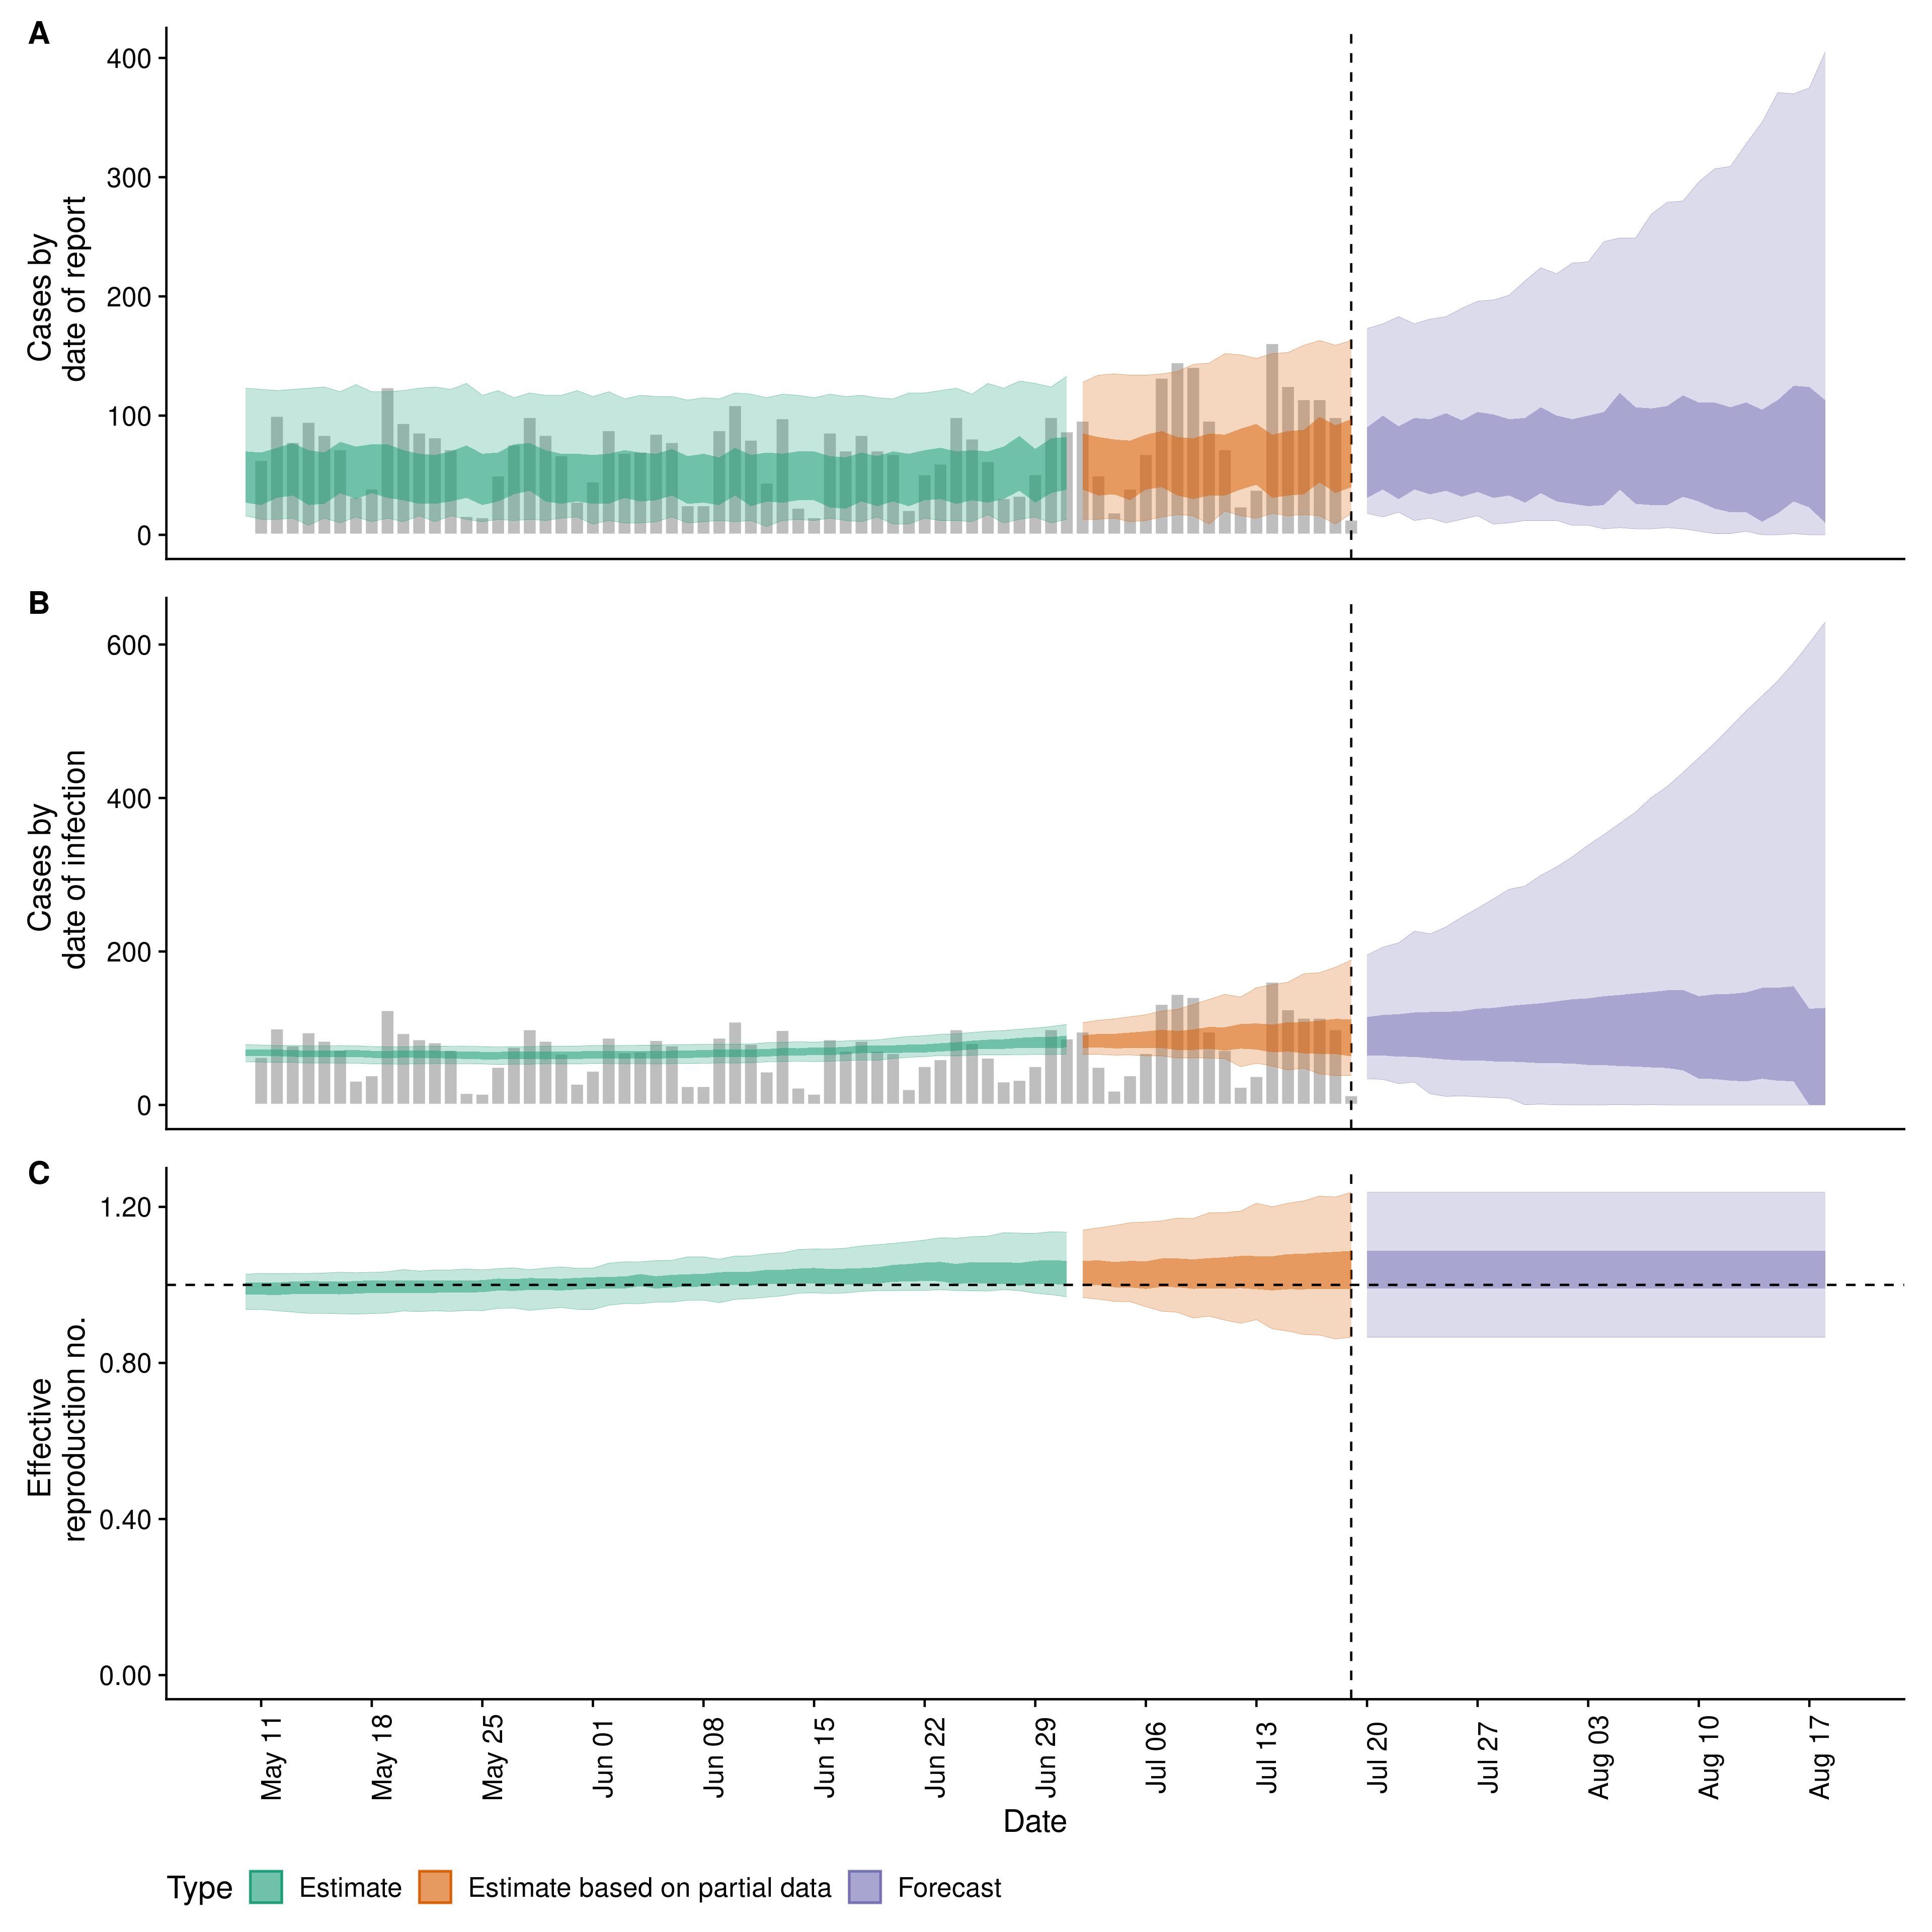 A
400
300
200
100
0
Cases by
date of report
B
600
400
200
0
Cases by
date of infection
C
1.20
0.80
0.40
0.00
Effective
reproduction no.
May 11
May 18
May 25
Jun 01
Jun 08
Jun 15
Jun 22
Jun 29
Jul 06
Jul 13
Jul 20
Jul 27
Aug 03
Aug 10
Aug 17
Date
Type Estimate Estimate based on partial data Forecast